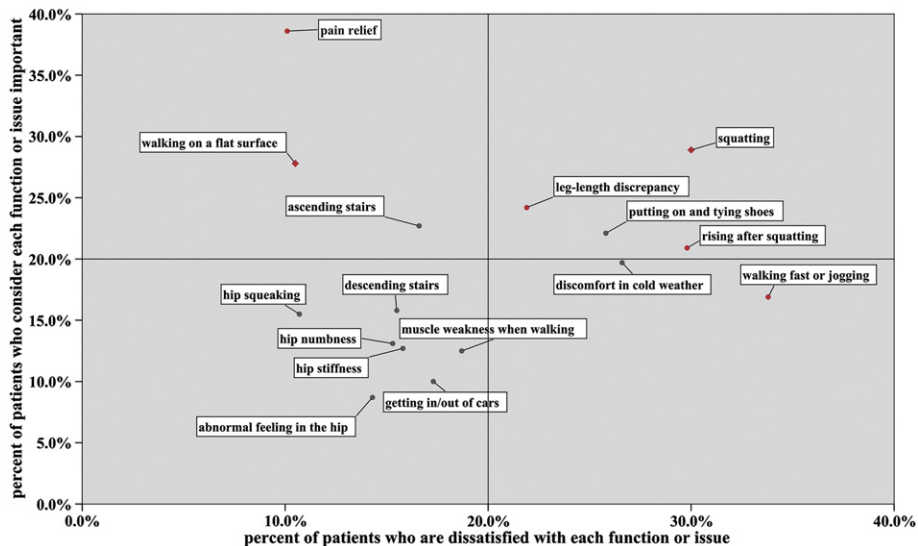 percent of patients who consider each function or issue important
40.0%
35.0%
30.0%
25.0%
20.0%
15.0%
10.0%
5.0%
0.0%
pain relief
walking on a flat surface
squatting
leg-length discrepancy
ascending stairs
putting on and tying shoes
rising after squatting
walking fast or jogging
discomfort in cold weather
descending stairs
hip squeaking
muscle weakness when walking
hip numbness
hip stiffness
getting in/out of cars
abnormal feeling in the hip
0.0% 10.0% 20.0% 30.0% 40.0%
percent of patients who are dissatisfied with each function or issue